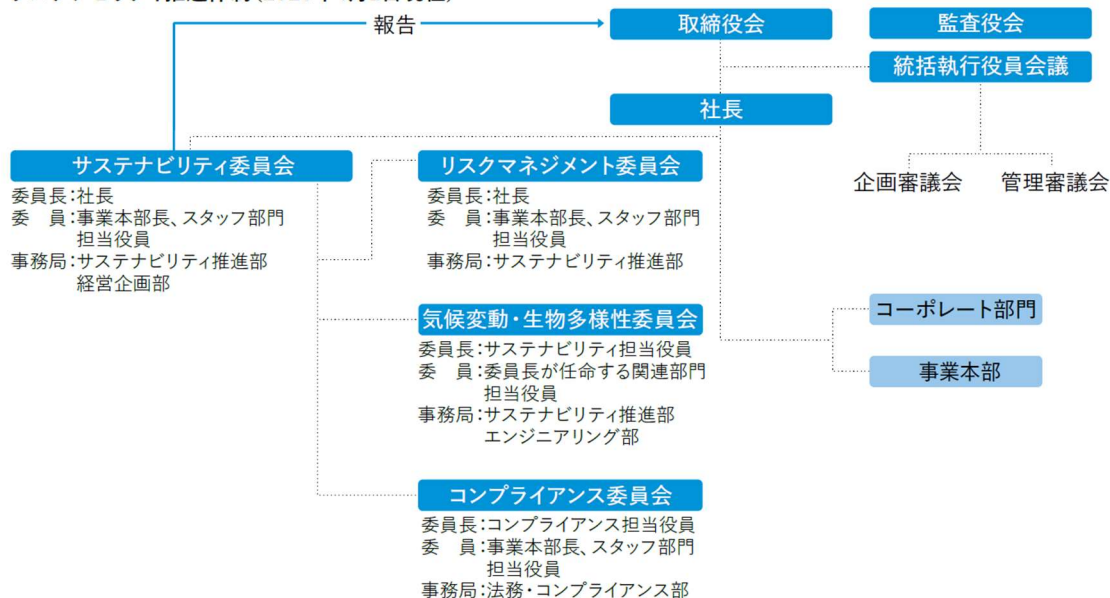 報告
取締役会
監査役会
統括執行役員会議
社長
企画審議会
管理審議会
サステナビリティ委員会
委員長:社長
委　員:事業本部長、スタッフ部門
担当役員
事務局:サステナビリティ推進部
経営企画部
リスクマネジメント委員会
委員長:社長
委　員:事業本部長、スタッフ部門
担当役員
事務局:サステナビリティ推進部
気候変動・生物多様性委員会
委員長:サステナビリティ担当役員
委　員:委員長が任命する関連部門
担当役員
事務局:サステナビリティ推進部
エンジニアリング部
コンプライアンス委員会
委員長:コンプライアンス担当役員
委　員:事業本部長、スタッフ部門
担当役員
事務局:法務・コンプライアンス部
コーポレート部門
事業本部